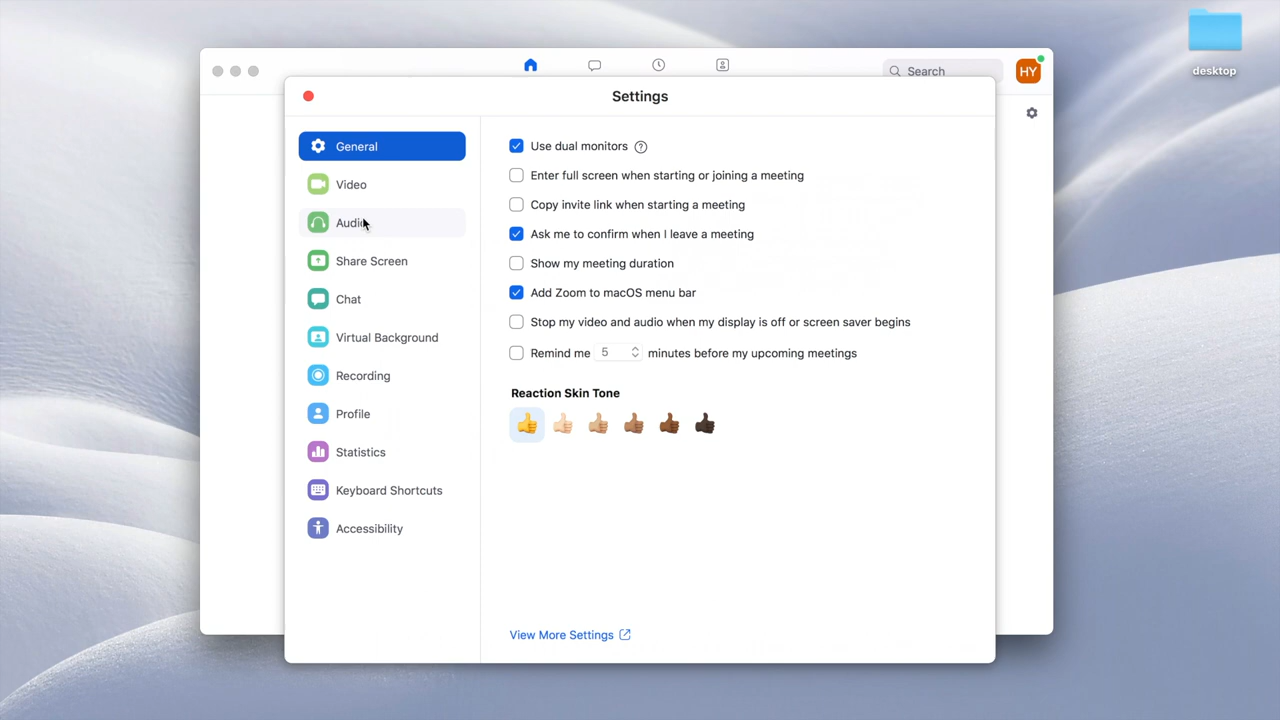 desktop
Search
HY
Settings
General
Video
Audio
Share Screen
Chat
Virtual Background
Recording
Profile
Statistics
Keyboard Shortcuts
Accessibility
Use dual monitors ?
Enter full screen when starting or joining a meeting
Copy invite link when starting a meeting
Ask me to confirm when I leave a meeting
Show my meeting duration
Add Zoom to macOS menu bar
Stop my video and audio when my display is off or screen saver begins
Remind me 5 minutes before my upcoming meetings
Reaction Skin Tone
View More Settings